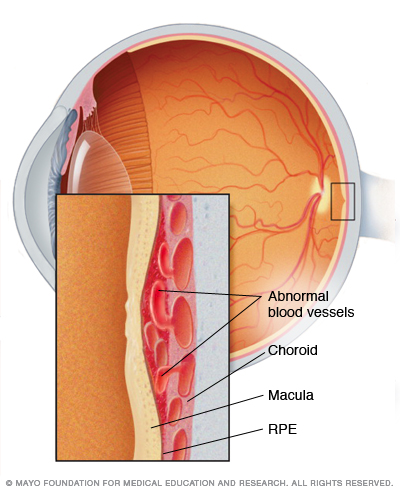 Abnormal
blood vessels
Choroid
Macula
RPE
© MAYO FOUNDATION FOR MEDICAL EDUCATION AND RESEARCH. ALL RIGHTS RESERVED.